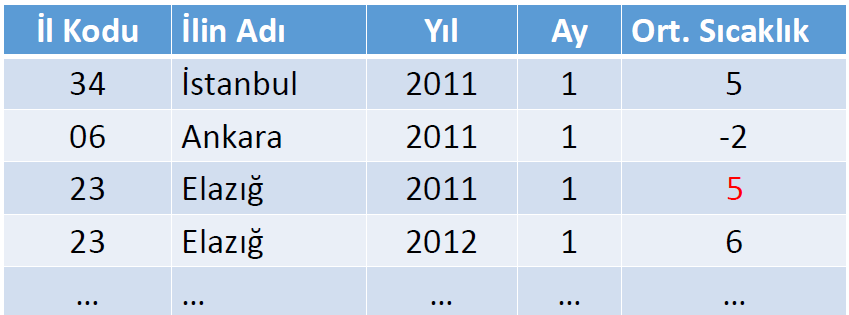 İl Kodu İlin Adı Yıl Ay Ort. Sıcaklık
34 İstanbul 2011 1 5
06 Ankara 2011 1 -2
23 Elazığ 2011 1 5
23 Elazığ 2012 1 6
... ... ... ... ...